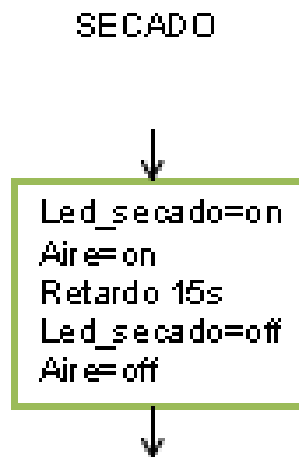 SECADO
Led_secado=on
Aire=on
Retardo 15s
Led_secado=off
Aire=off